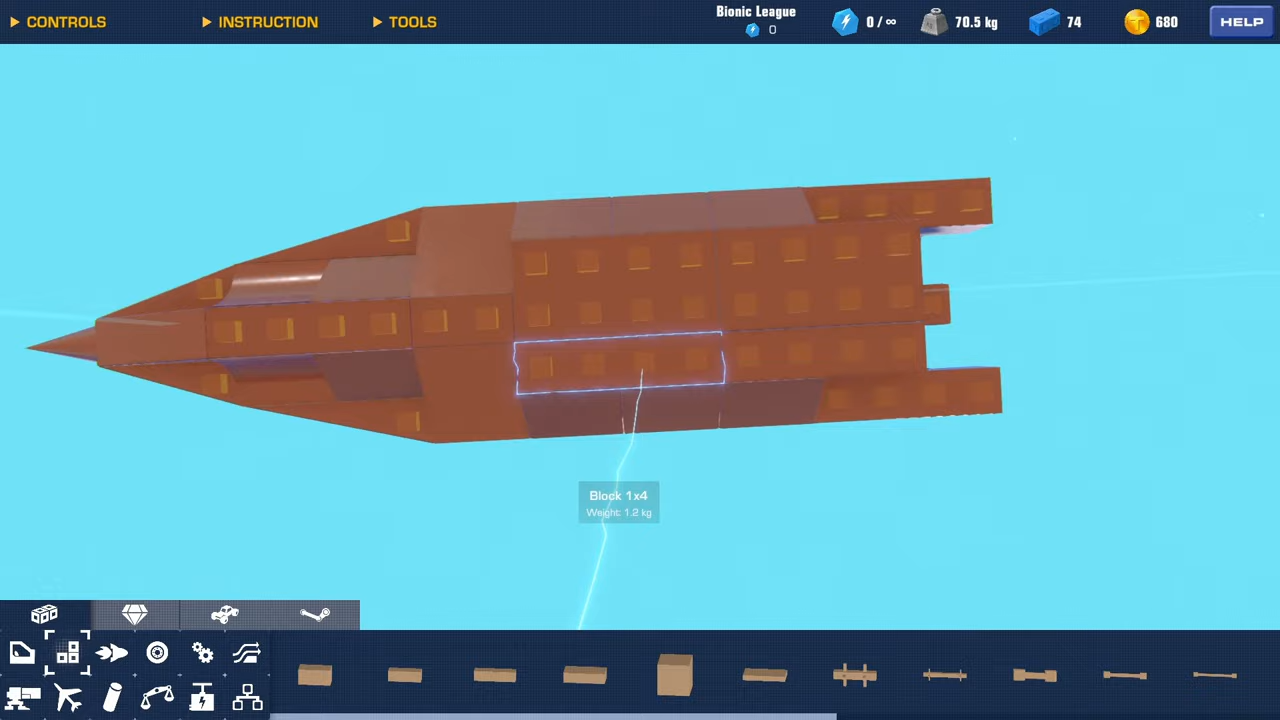 CONTROLS
INSTRUCTION
TOOLS
Bionic League
0
0 / ∞
70.5 kg
74
680
HELP
Block 1x4
Weight: 1.2 kg